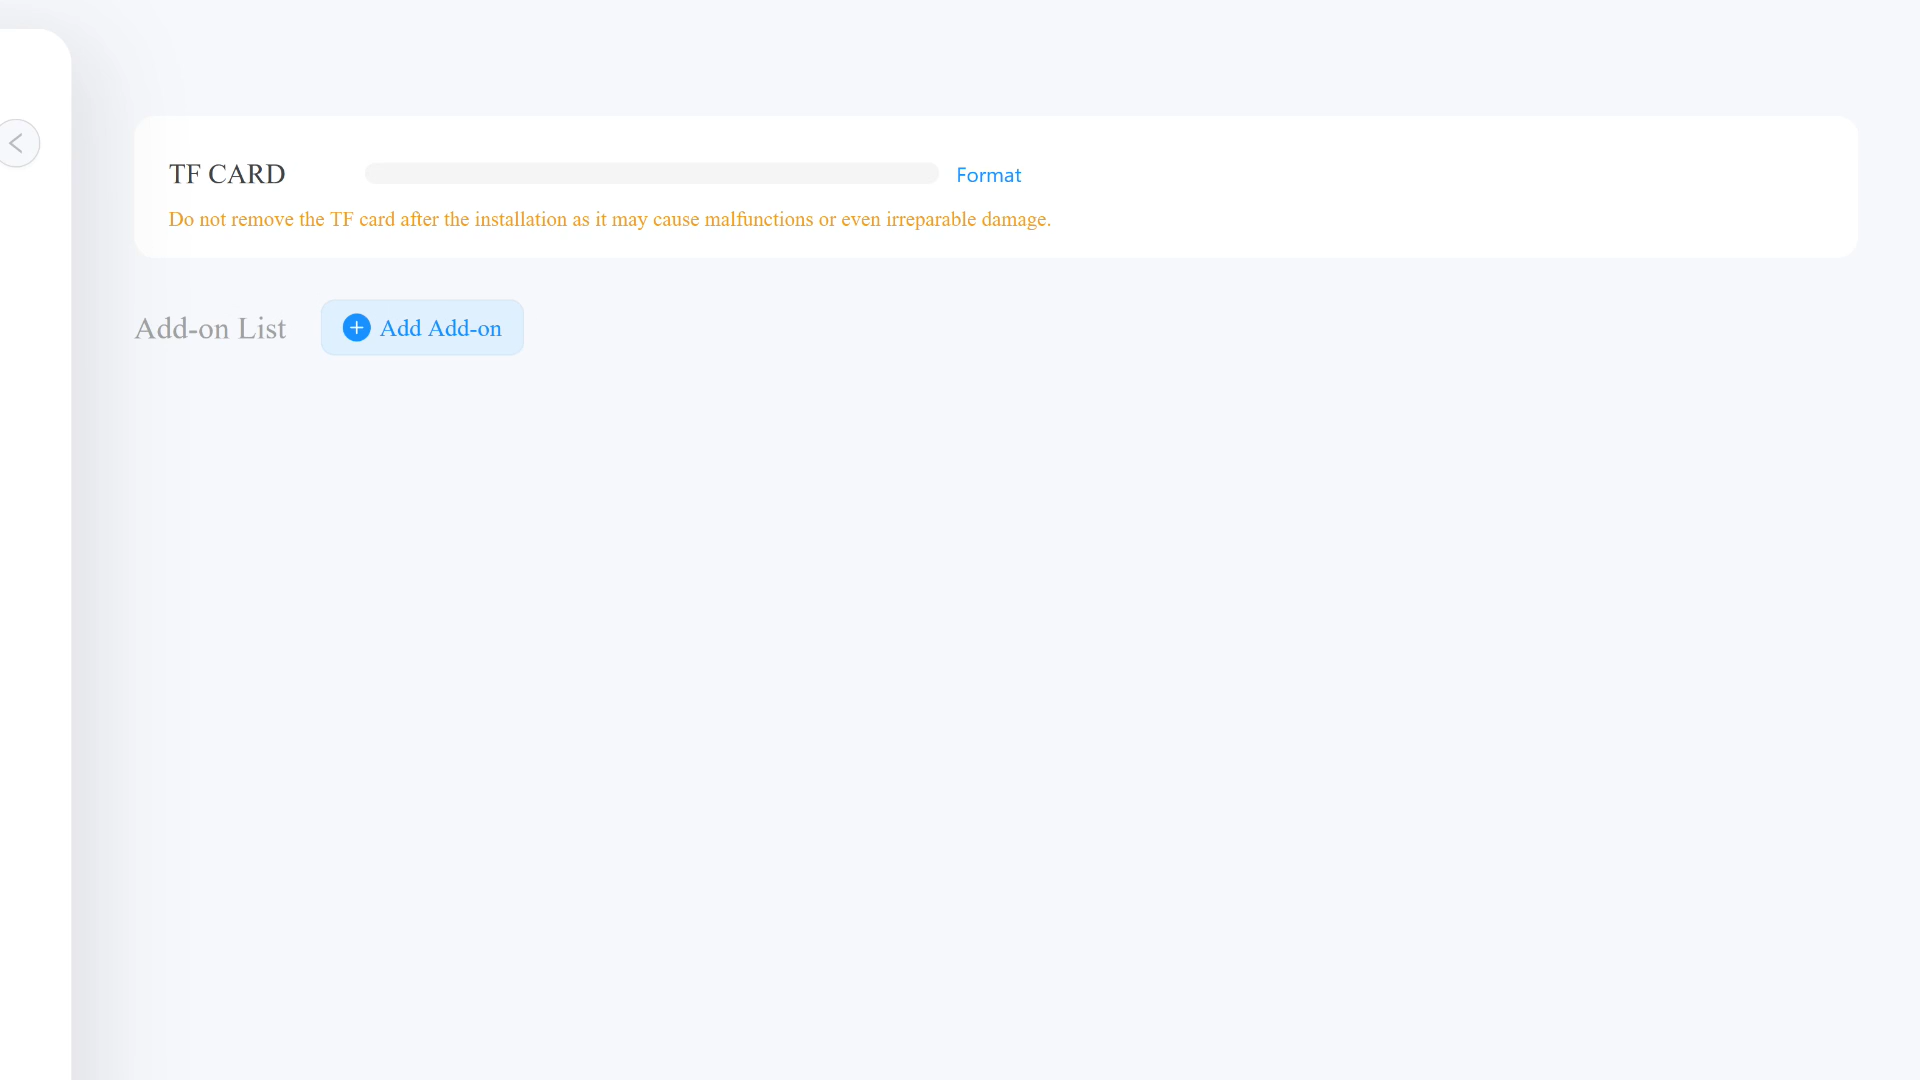 TF CARD
Format
Do not remove the TF card after the installation as it may cause malfunctions or even irreparable damage.
Add-on List
Add Add-on